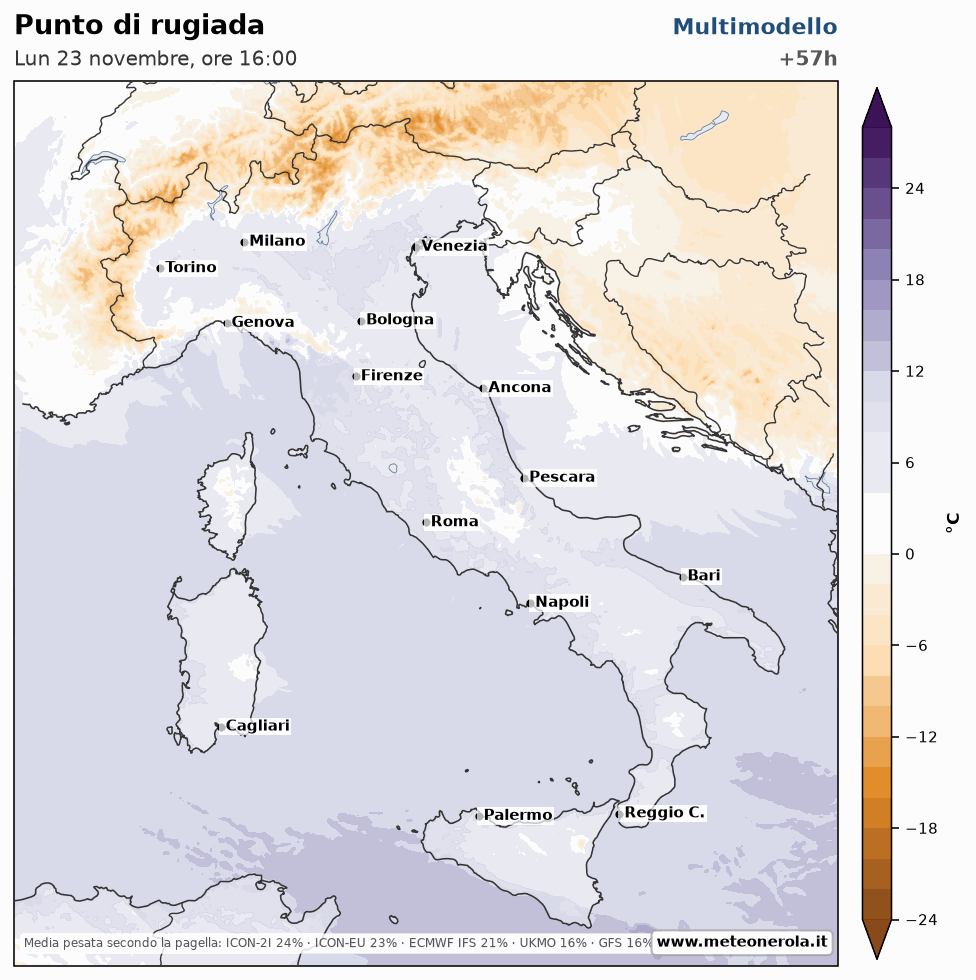 Punto di rugiada
Multimodello
Lun 23 novembre, ore 16:00
+57h
24
18
12
6
0
−6
−12
−18
−24
°C
Milano
Venezia
Torino
Genova
Bologna
Firenze
Ancona
Pescara
Roma
Bari
Napoli
Cagliari
Palermo
Reggio C.
Media pesata secondo la pagella: ICON-2I 24% · ICON-EU 23% · ECMWF IFS 21% · UKMO 16% · GFS 16%
www.meteonerola.it